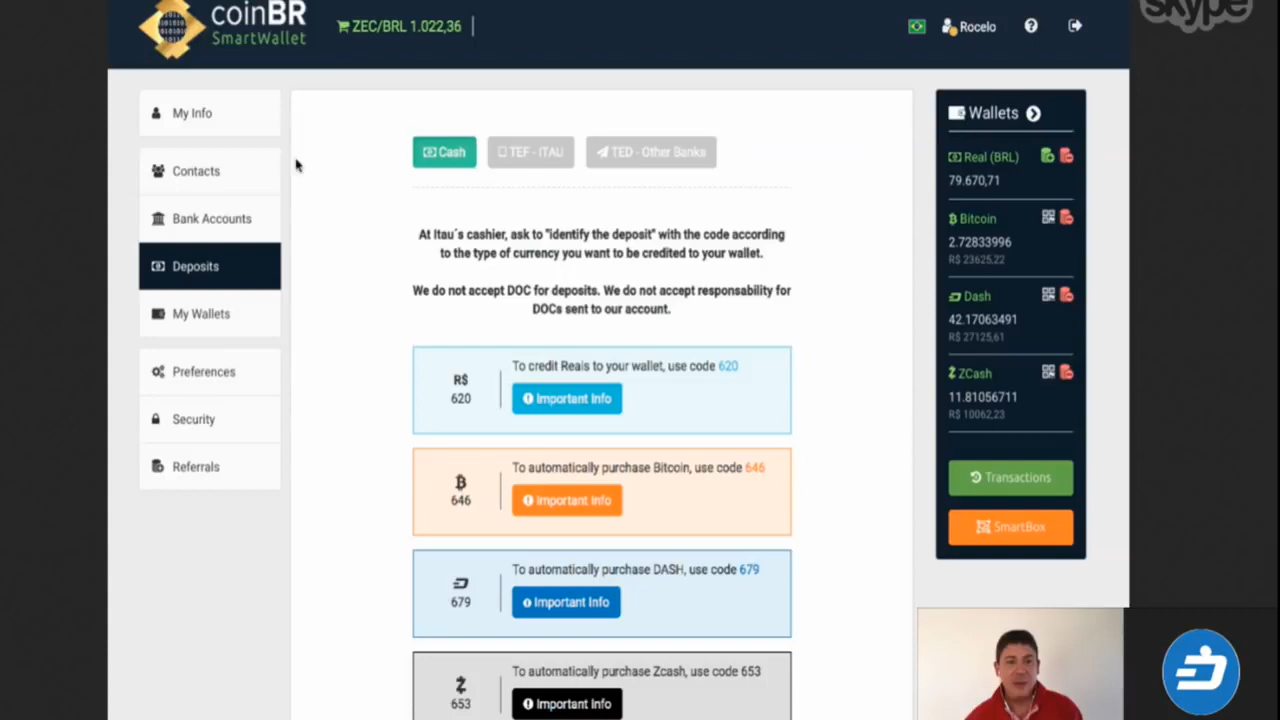 skype
coinBR
SmartWallet
ZEC/BRL 1.022,36
Rocelo
My Info
Contacts
Bank Accounts
Deposits
My Wallets
Preferences
Security
Referrals
Cash
TEF - ITAU
TED - Other Banks
At Itau´s cashier, ask to "identify the deposit" with the code according
to the type of currency you want to be credited to your wallet.
We do not accept DOC for deposits. We do not accept responsability for
DOCs sent to our account.
R$
620
To credit Reais to your wallet, use code 620
Important Info
646
To automatically purchase Bitcoin, use code 646
Important Info
679
To automatically purchase DASH, use code 679
Important Info
653
To automatically purchase Zcash, use code 653
Important Info
Wallets
Real (BRL)
79.670,71
Bitcoin
2.72833996
R$ 23625,22
Dash
42.17063491
R$ 27125,61
ZCash
11.81056711
R$ 10062,23
Transactions
SmartBox